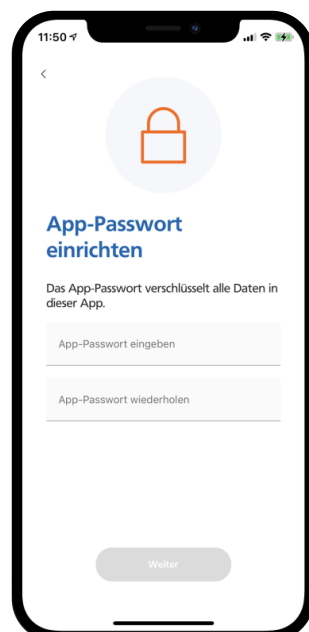 11:50
App-Passwort
einrichten
Das App-Passwort verschlüsselt alle Daten in
dieser App.
App-Passwort eingeben
App-Passwort wiederholen
Weiter